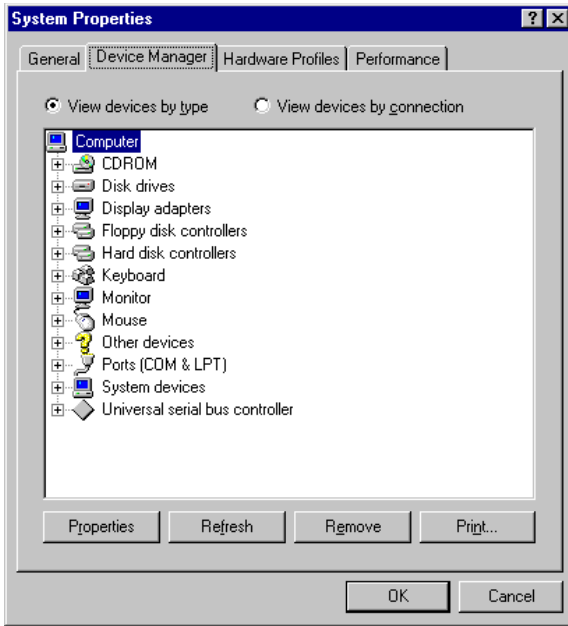 System Properties
General Device Manager Hardware Profiles Performance
View devices by type View devices by connection
Computer
CDROM
Disk drives
Display adapters
Floppy disk controllers
Hard disk controllers
Keyboard
Monitor
Mouse
Other devices
Ports (COM & LPT)
System devices
Universal serial bus controller
Properties Refresh Remove Print...
OK Cancel